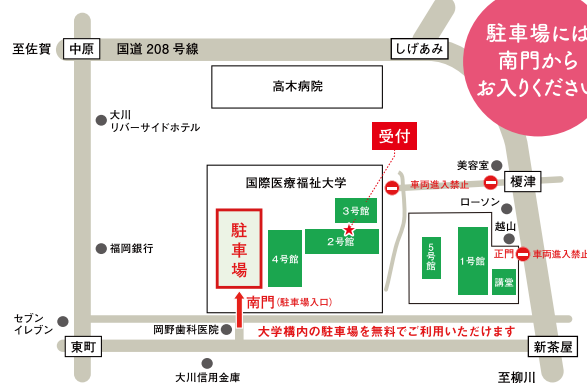 駐車場には
南門から
お入りください
至佐賀
中原
国道208号線
しげあみ
高木病院
大川
リバーサイドホテル
受付
美容室
国際医療福祉大学
車両進入禁止
榎津
ローソン
3号館
越山
駐車場
2号館
4号館
5号館
1号館
正門
車両進入禁止
福岡銀行
講堂
南門(駐車場入口)
セブン
イレブン
岡野歯科医院
大学構内の駐車場を無料でご利用いただけます
東町
新茶屋
大川信用金庫
至柳川